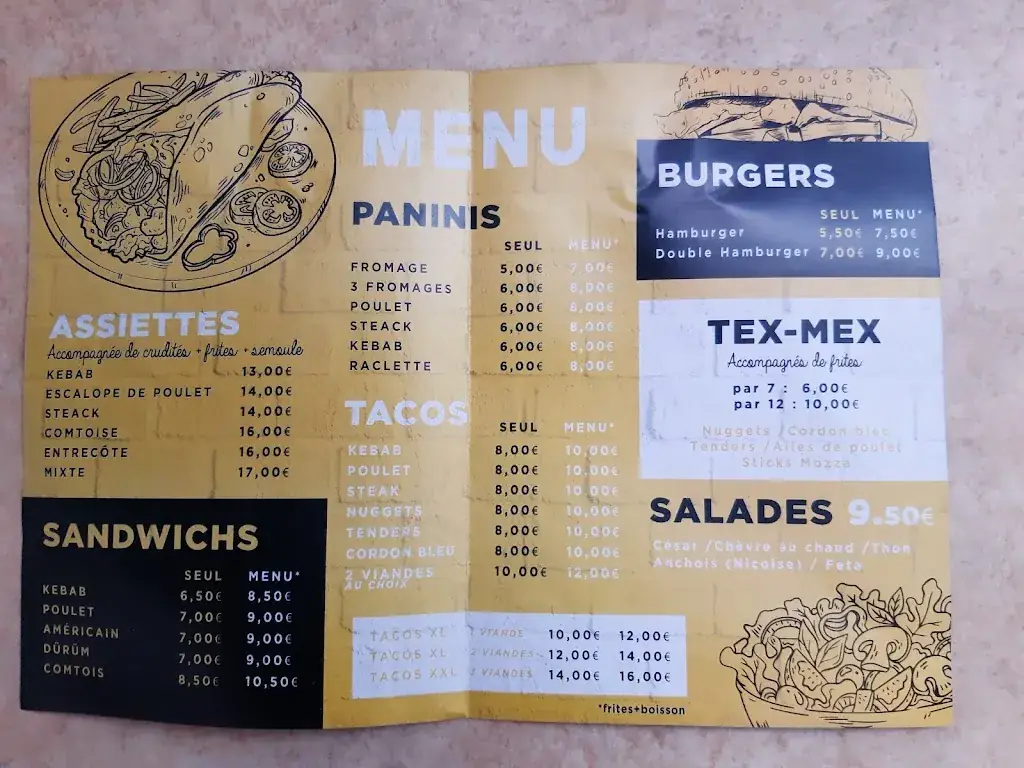 MENU
ASSIETTES
Accompagnée de crudités + frites + semoule
KEBAB 13,00€
ESCALOPE DE POULET 14,00€
STEACK 14,00€
COMTOISE 16,00€
ENTRECÔTE 16,00€
MIXTE 17,00€
SANDWICHS
SEUL MENU*
KEBAB 6,50€ 8,50€
POULET 7,00€ 9,00€
AMÉRICAIN 7,00€ 9,00€
DÜRÜM 7,00€ 9,00€
COMTOIS 8,50€ 10,50€
PANINIS
SEUL MENU*
FROMAGE 5,00€ 7,00€
3 FROMAGES 6,00€ 8,00€
POULET 6,00€ 8,00€
STEACK 6,00€ 8,00€
KEBAB 6,00€ 8,00€
RACLETTE 6,00€ 8,00€
TACOS
SEUL MENU*
KEBAB 8,00€ 10,00€
POULET 8,00€ 10,00€
STEAK 8,00€ 10,00€
NUGGETS 8,00€ 10,00€
TENDERS 8,00€ 10,00€
CORDON BLEU 8,00€ 10,00€
2 VIANDES 10,00€ 12,00€
AU CHOIX
TACOS XL 1 VIANDE 10,00€ 12,00€
TACOS XL 2 VIANDES 12,00€ 14,00€
TACOS XXL 2 VIANDES 14,00€ 16,00€
*frites+boisson
BURGERS
SEUL MENU*
Hamburger 5,50€ 7,50€
Double Hamburger 7,00€ 9,00€
TEX-MEX
Accompagnés de frites
par 7 : 6,00€
par 12 : 10,00€
Nuggets /Cordon bleu
Tenders /Ailes de poulet
Sticks Mozza
SALADES 9.50€
César /Chèvre au chaud /Thon
Anchois (Niçoise) / Feta